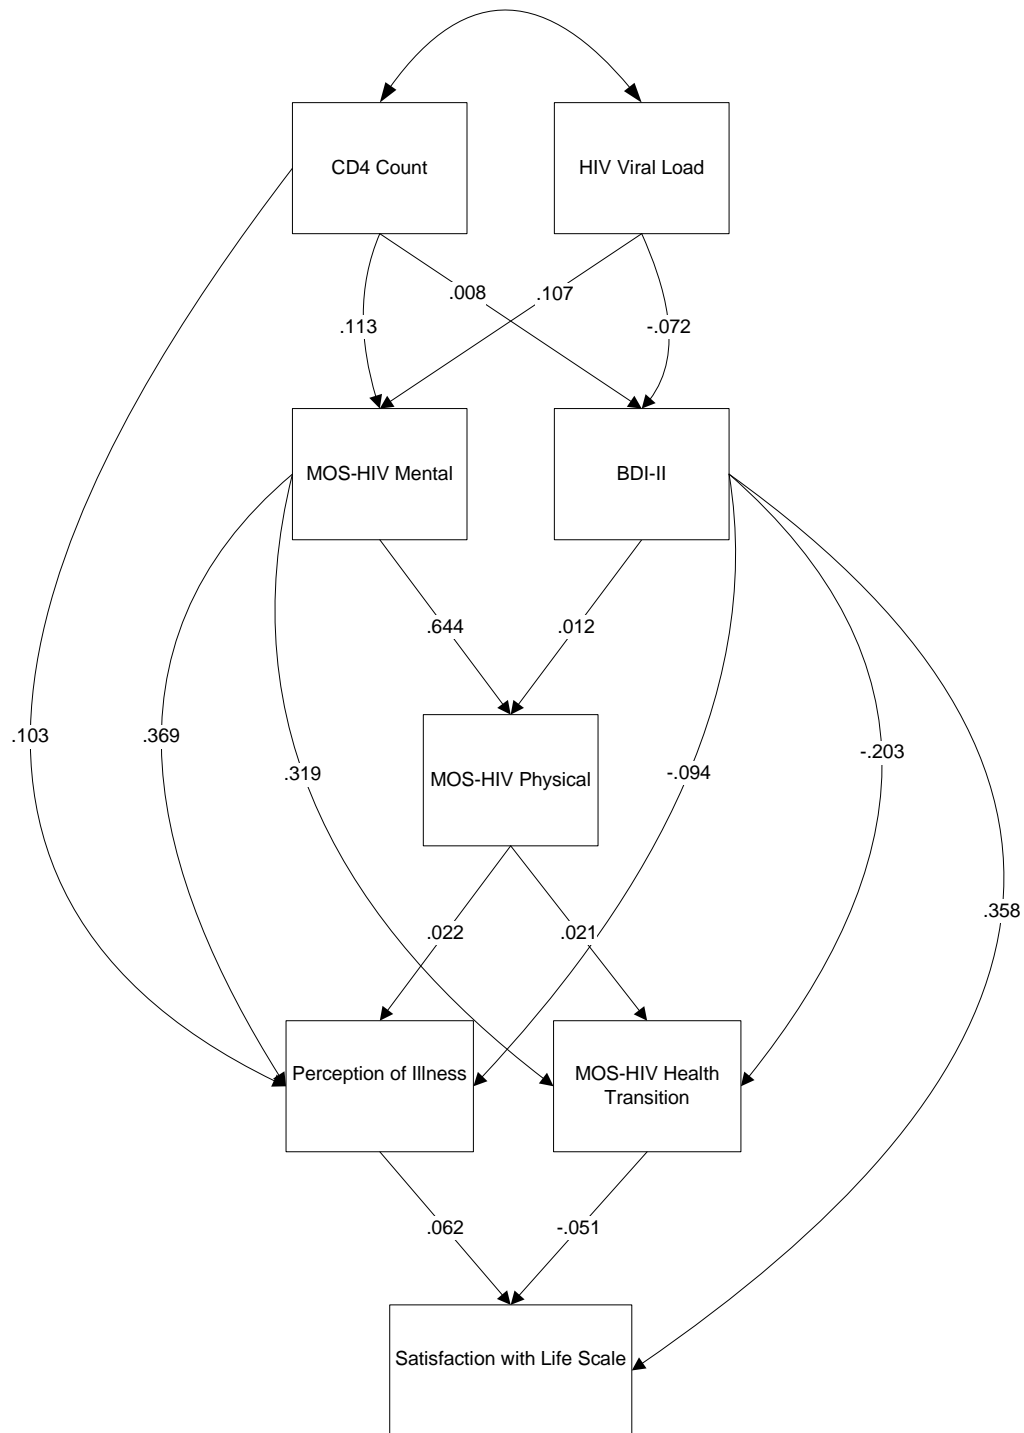 CD4 Count
HIV Viral Load
.008
.107
.113
-.072
MOS-HIV Mental
BDI-II
.644
.012
.103
.369
.319
MOS-HIV Physical
-.094
-.203
.022
.021
.358
Perception of Illness
MOS-HIV Health
Transition
.062
-.051
Satisfaction with Life Scale